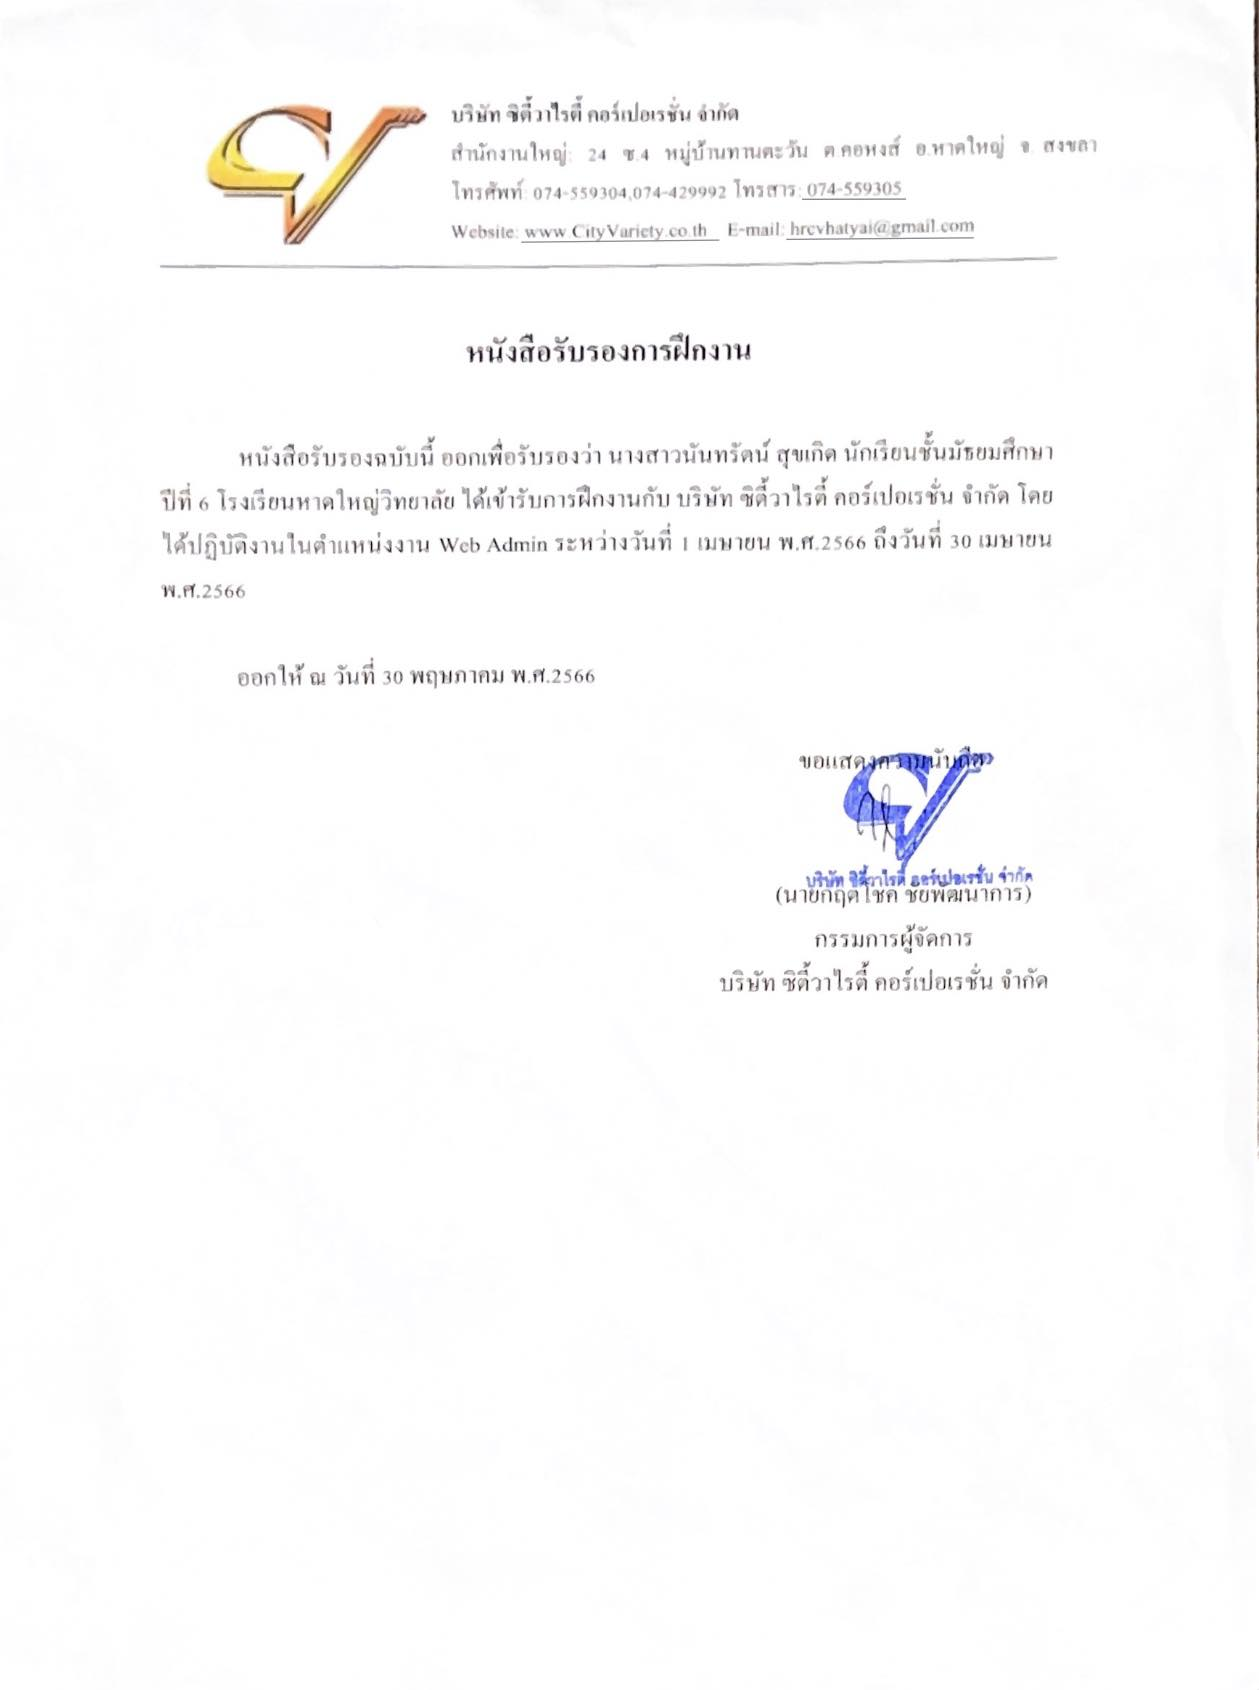 บริษัท ซิตี้วาไรตี้ คอร์เปอเรชั่น จำกัด
สำนักงานใหญ่: 24 ซ.4 หมู่บ้านทานตะวัน ต.คอหงส์ อ.หาดใหญ่ จ. สงขลา
โทรศัพท์: 074-559304,074-429992 โทรสาร: 074-559305
Website: www.CityVariety.co.th E-mail: hrcvhatyai@gmail.com
หนังสือรับรองการฝึกงาน
หนังสือรับรองฉบับนี้ ออกเพื่อรับรองว่า นางสาวนันทรัตน์ สุขเกิด นักเรียนชั้นมัธยมศึกษา
ปีที่ 6 โรงเรียนหาดใหญ่วิทยาลัย ได้เข้ารับการฝึกงานกับ บริษัท ซิตี้วาไรตี้ คอร์เปอเรชั่น จำกัด โดย
ได้ปฏิบัติงานในตำแหน่งงาน Web Admin ระหว่างวันที่ 1 เมษายน พ.ศ.2566 ถึงวันที่ 30 เมษายน
พ.ศ.2566
ออกให้ ณ วันที่ 30 พฤษภาคม พ.ศ.2566
ขอแสดงความนับถือ
บริษัท ซิตี้วาไรตี้ คอร์เปอเรชั่น จำกัด
(นายกฤตโชค ชัยพัฒนาการ)
กรรมการผู้จัดการ
บริษัท ซิตี้วาไรตี้ คอร์เปอเรชั่น จำกัด